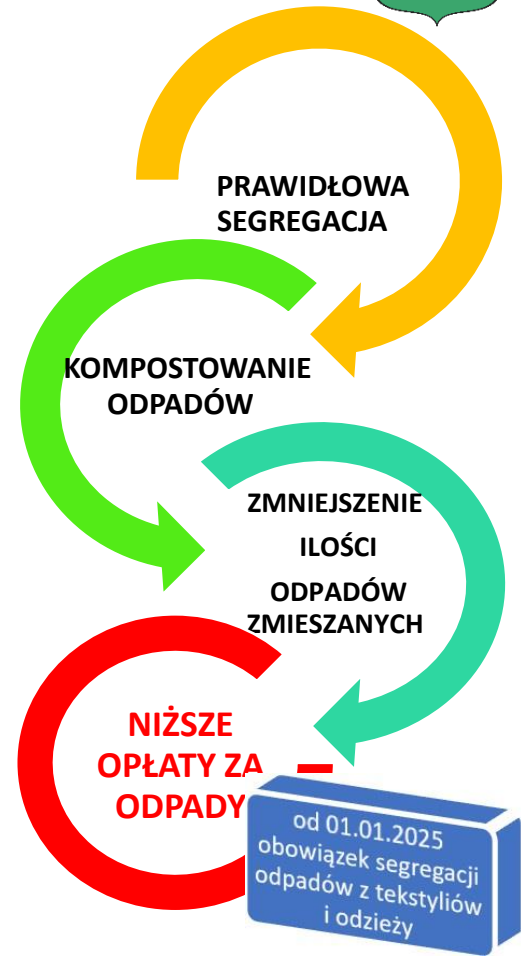 PRAWIDŁOWA
SEGREGACJA
KOMPOSTOWANIE
ODPADÓW
ZMNIEJSZENIE
ILOŚCI
ODPADÓW
ZMIESZANYCH
NIŻSZE
OPŁATY ZA
ODPADY
od 01.01.2025
obowiązek segregacji
odpadów z tekstyliów
i odzieży